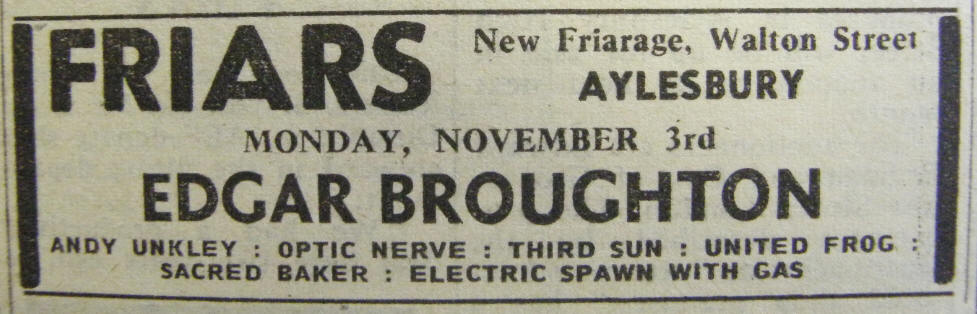 FRIARS
New Friarage, Walton Street
AYLESBURY
MONDAY, NOVEMBER 3rd
EDGAR BROUGHTON
ANDY UNKLEY : OPTIC NERVE : THIRD SUN : UNITED FROG :
SACRED BAKER : ELECTRIC SPAWN WITH GAS